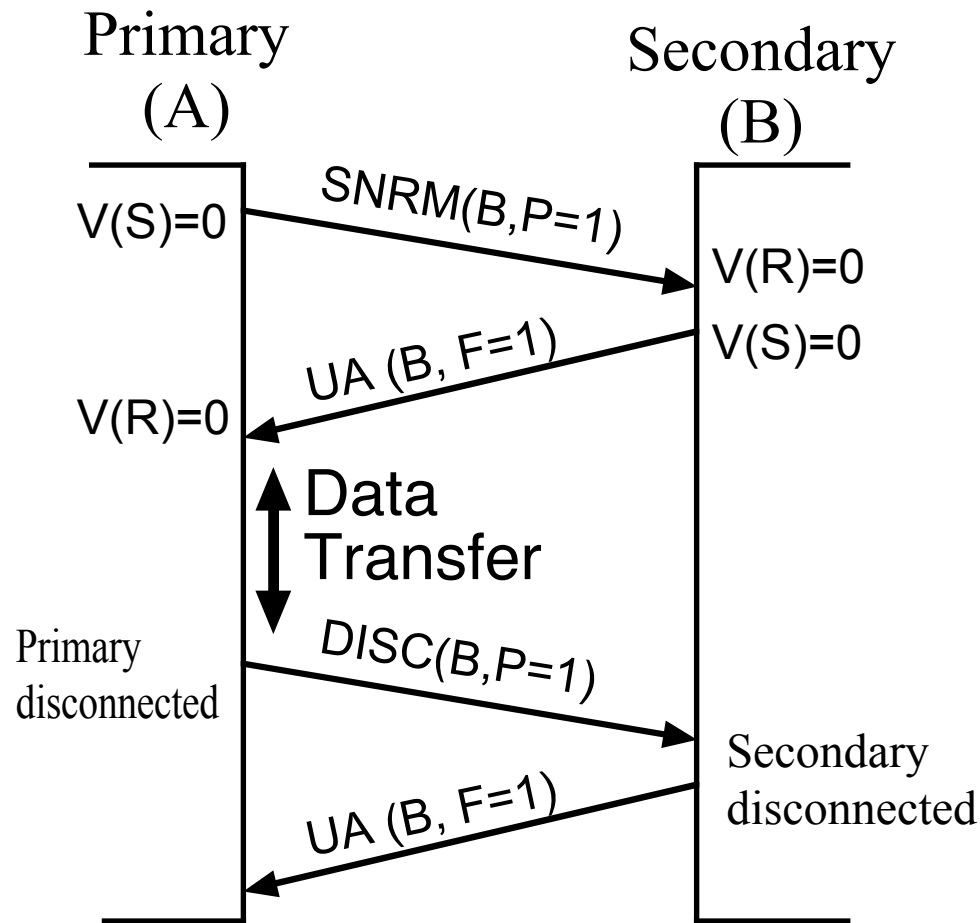 Primary
(A)
Secondary
(B)
SNRM(B,P=1)
V(S)=0
V(R)=0
V(S)=0
UA (B, F=1)
V(R)=0
Data
Transfer
DISC(B,P=1)
Primary
disconnected
Secondary
disconnected
UA (B, F=1)